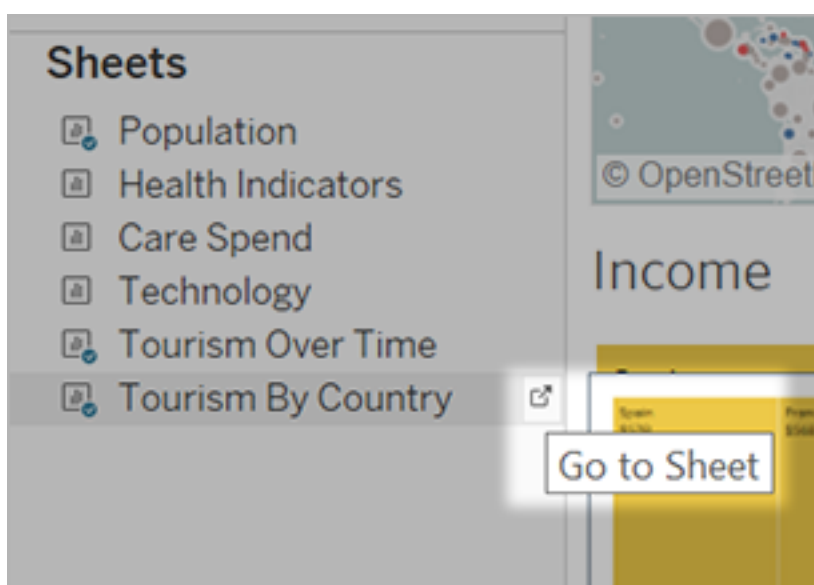 Sheets
Population
Health Indicators
Care Spend
Technology
Tourism Over Time
Tourism By Country
Go to Sheet
© OpenStreet
Income
Spain